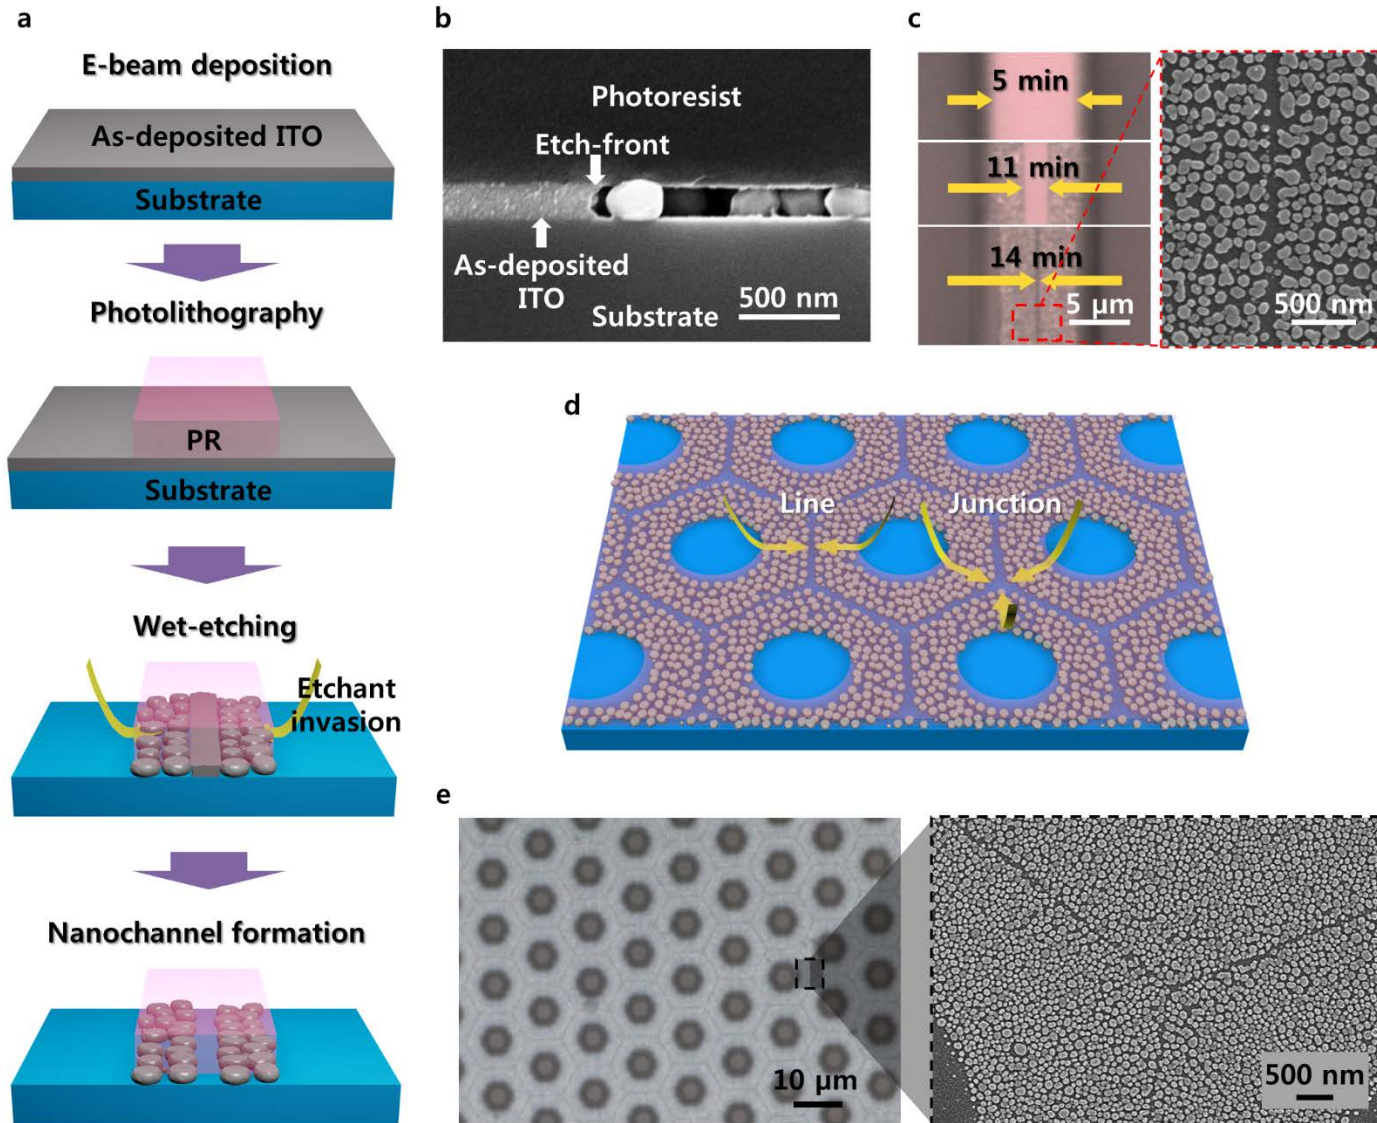 a
E-beam deposition
As-deposited ITO
Substrate
Photolithography
PR
Substrate
Wet-etching
Etchant
invasion
Nanochannel formation
b
Photoresist
Etch-front
As-deposited
ITO
Substrate
500 nm
c
5 min
11 min
14 min
5 μm
500 nm
d
Line
Junction
e
10 μm
500 nm